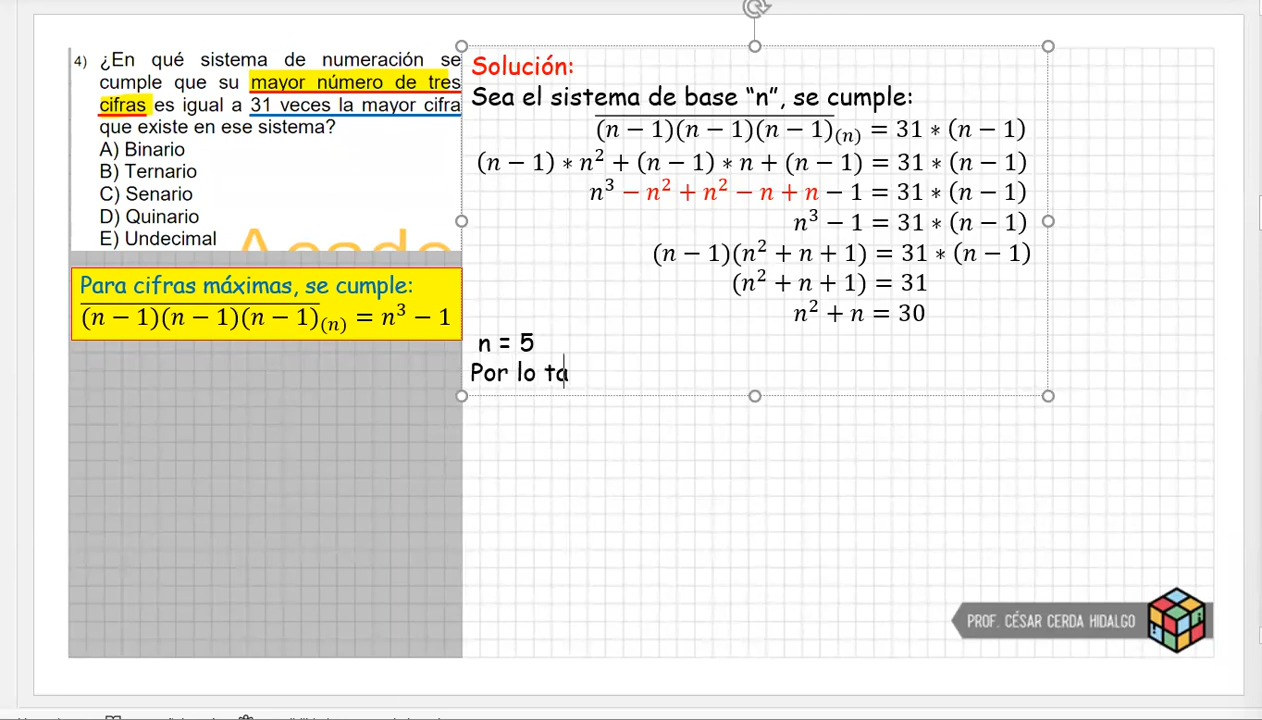 4) ¿En qué sistema de numeración se
cumple que su mayor número de tres
cifras es igual a 31 veces la mayor cifra
que existe en ese sistema?
A) Binario
B) Ternario
C) Senario
D) Quinario
E) Undecimal
Para cifras máximas, se cumple:
(n − 1)(n − 1)(n − 1)(n) = n³ − 1
Solución:
Sea el sistema de base “n”, se cumple:
(n − 1)(n − 1)(n − 1)(n) = 31 ∗ (n − 1)
(n − 1) ∗ n² + (n − 1) ∗ n + (n − 1) = 31 ∗ (n − 1)
n³ − n² + n² − n + n − 1 = 31 ∗ (n − 1)
n³ − 1 = 31 ∗ (n − 1)
(n − 1)(n² + n + 1) = 31 ∗ (n − 1)
(n² + n + 1) = 31
n² + n = 30
n = 5
Por lo ta
PROF. CÉSAR CERDA HIDALGO